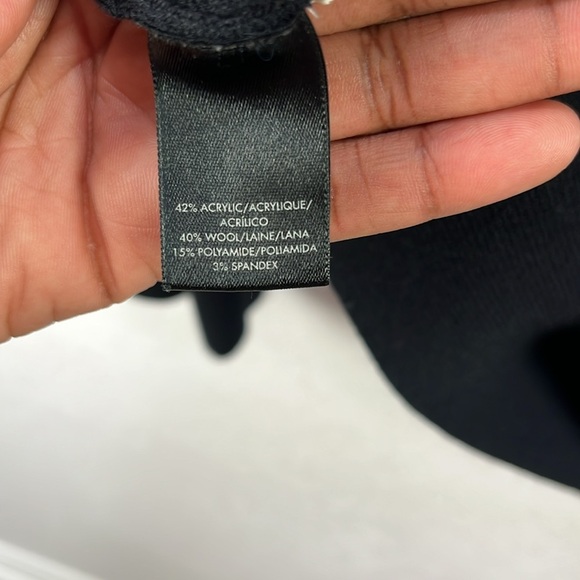 42% ACRYLIC/ACRYLIQUE/
ACRÍLICO
40% WOOL/LAINE/LANA
15% POLYAMIDE/POLIAMIDA
3% SPANDEX